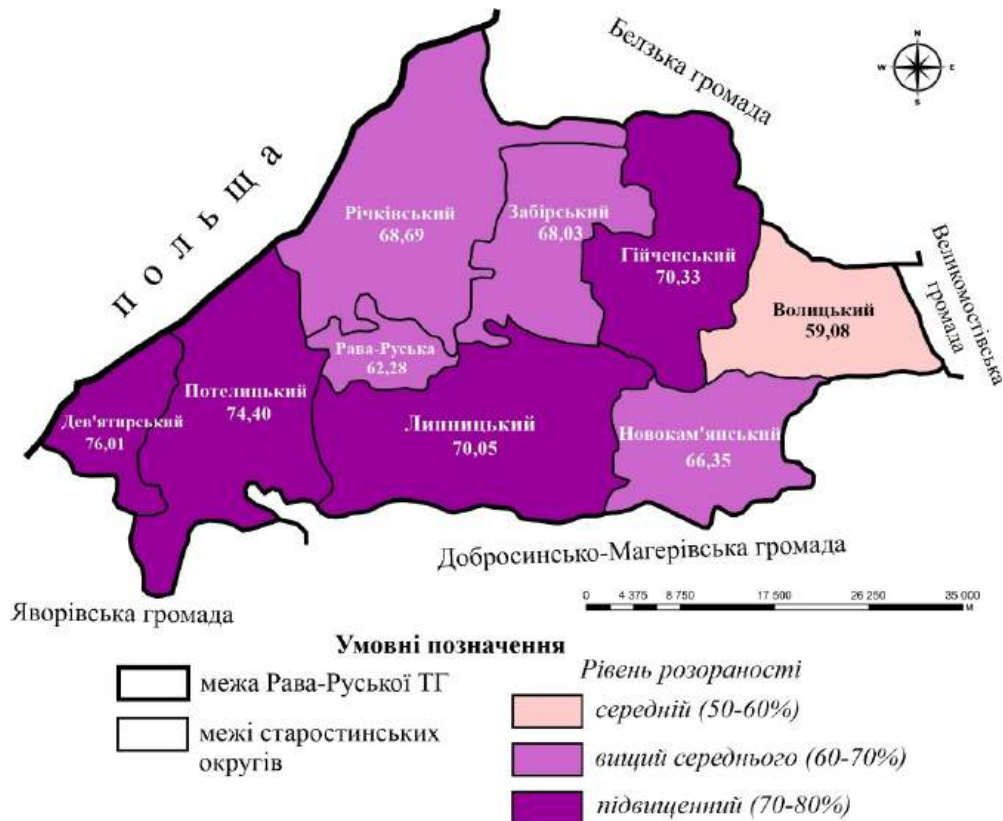 N
W E
S
Белзька громада
Польща
Річківський
68,69
Забірський
68,03
Гійченський
70,33
Великомостівська
громада
Волицький
59,08
Рава-Руська
62,28
Потелицький
74,40
Дев'ятирський
76,01
Липницький
70,05
Новокам'янський
66,35
Добросинсько-Магерівська громада
Яворівська громада
0 4 375 8 750 17 500 26 250 35 000
М
Умовні позначення
межа Рава-Руської ТГ
межі старостинських
округів
Рівень розораності
середній (50-60%)
вищий середнього (60-70%)
підвищенний (70-80%)